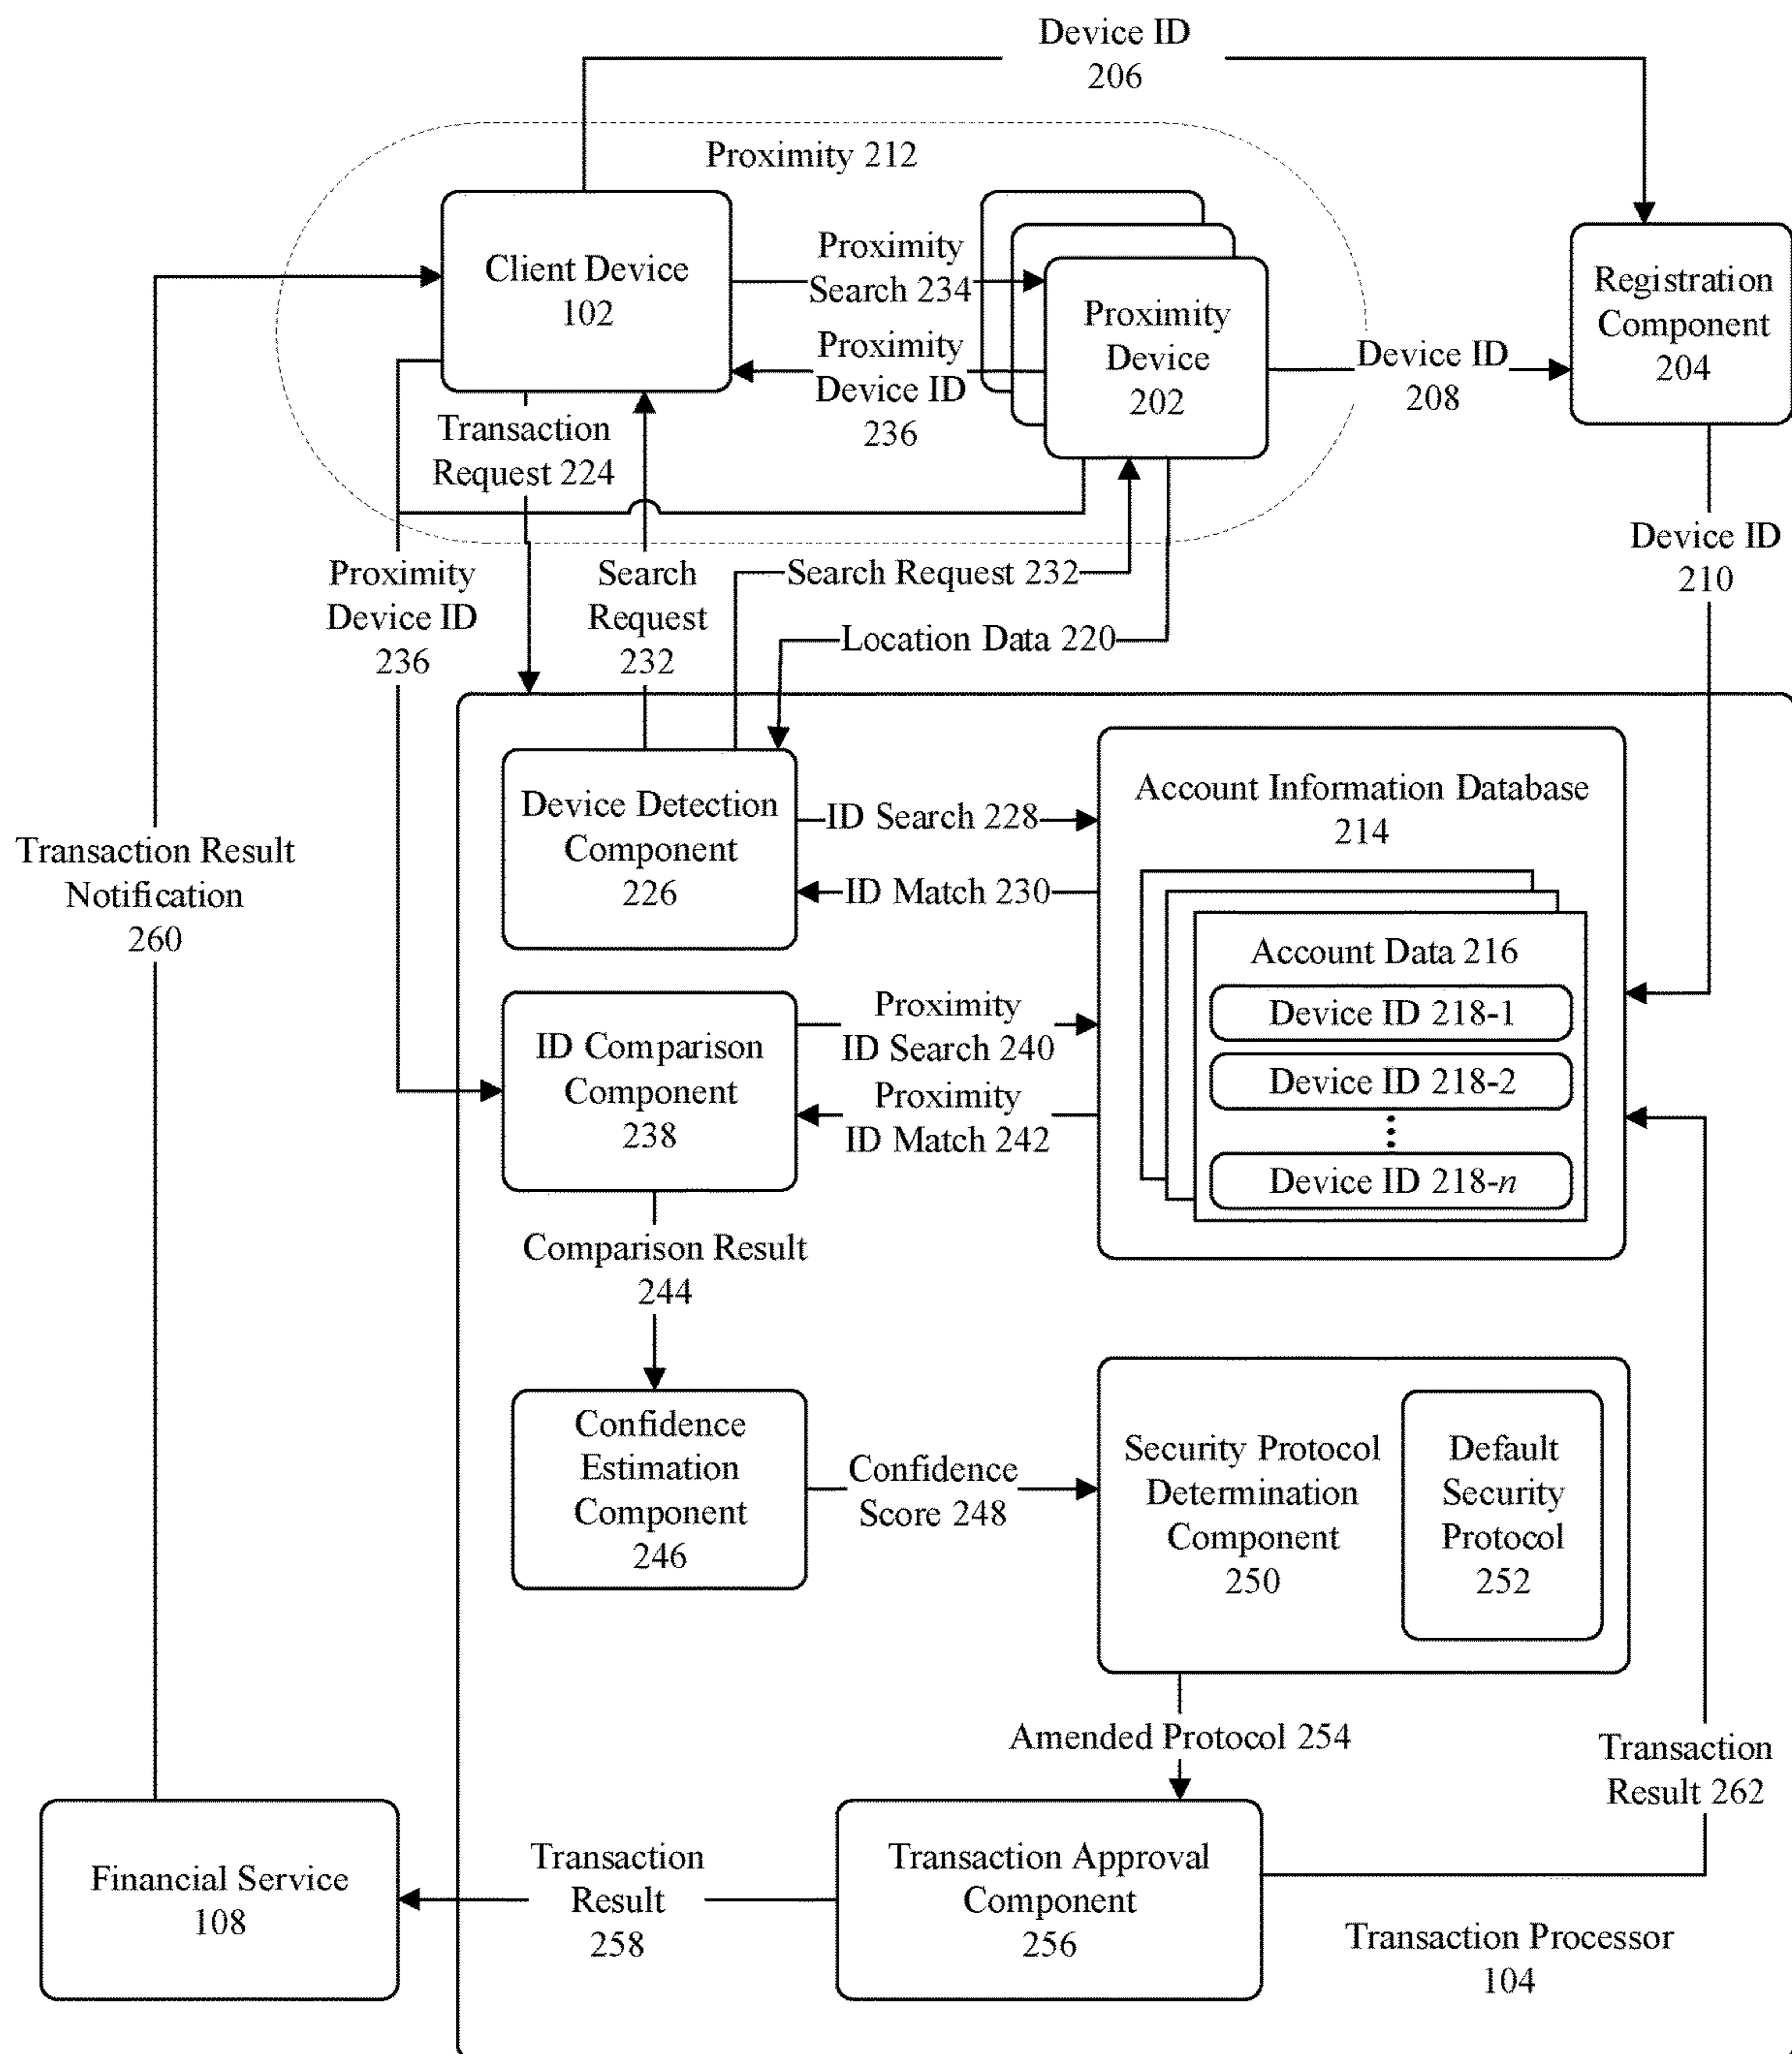 Device ID
206
Proximity 212
Client Device
102
Proximity
Search 234
Proximity
Device ID
236
Proximity
Device
202
Device ID
208
Registration
Component
204
Transaction
Request 224
Device ID
210
Proximity
Device ID
236
Search
Request
232
Search Request 232
Location Data 220
Device Detection
Component
226
ID Search 228
ID Match 230
Account Information Database
214
Account Data 216
Device ID 218-1
Device ID 218-2
Device ID 218-n
Transaction Result
Notification
260
ID Comparison
Component
238
Proximity
ID Search 240
Proximity
ID Match 242
Comparison Result
244
Confidence
Estimation
Component
246
Confidence
Score 248
Security Protocol
Determination
Component
250
Default
Security
Protocol
252
Amended Protocol 254
Transaction
Result 262
Financial Service
108
Transaction
Result
258
Transaction Approval
Component
256
Transaction Processor
104